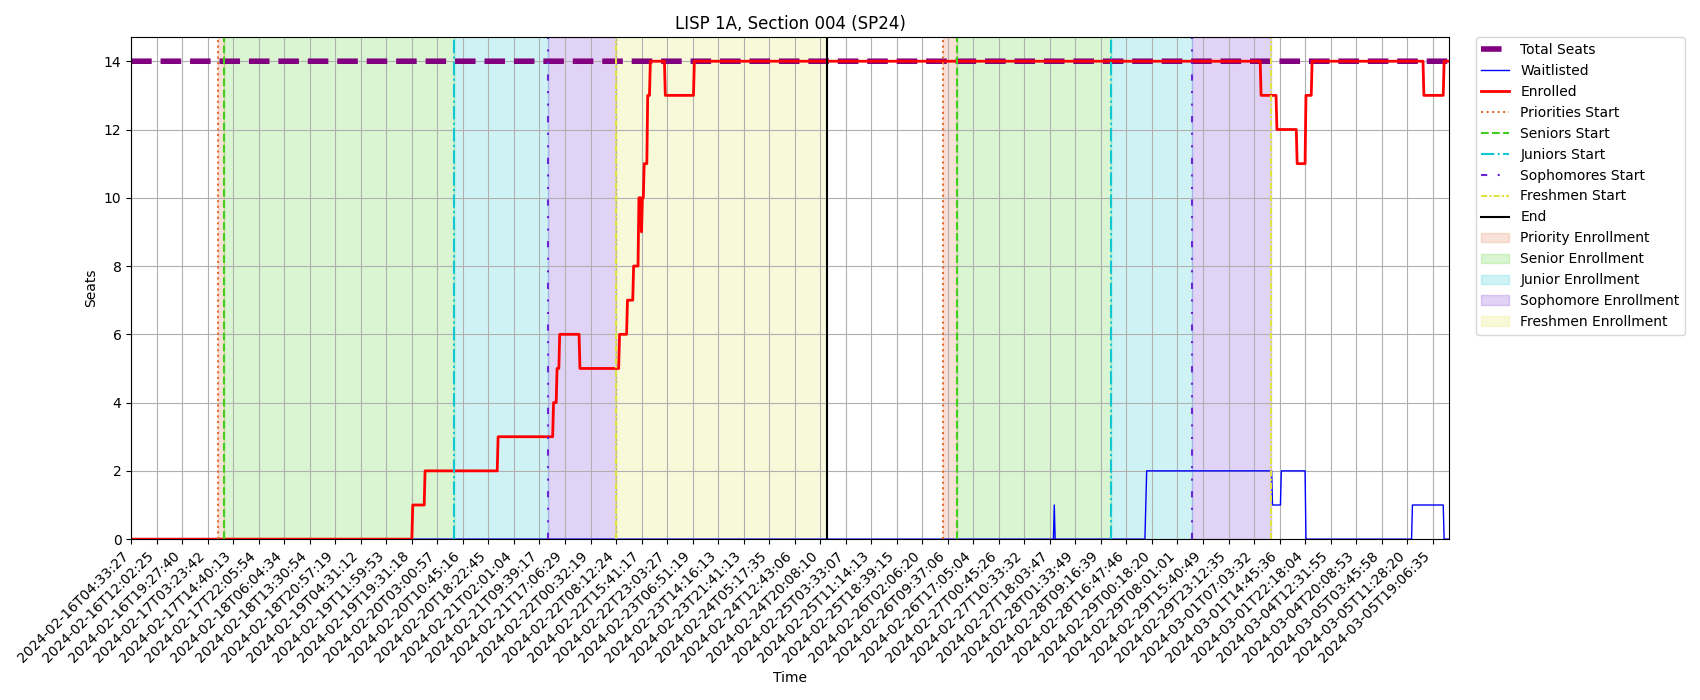 LISP 1A, Section 004 (SP24)
Seats
14
12
10
8
6
4
2
0
2024-02-16T04:33:27
2024-02-16T12:02:25
2024-02-16T19:27:40
2024-02-17T03:23:42
2024-02-17T14:40:13
2024-02-17T22:05:54
2024-02-18T06:04:34
2024-02-18T13:30:54
2024-02-18T20:57:19
2024-02-19T04:31:12
2024-02-19T11:59:53
2024-02-19T19:31:18
2024-02-20T03:00:57
2024-02-20T10:45:16
2024-02-20T18:22:45
2024-02-21T02:01:04
2024-02-21T09:39:17
2024-02-21T17:06:29
2024-02-22T00:32:19
2024-02-22T08:12:24
2024-02-22T15:41:17
2024-02-22T23:03:27
2024-02-23T06:51:19
2024-02-23T14:16:13
2024-02-23T21:41:13
2024-02-24T05:17:35
2024-02-24T12:43:06
2024-02-24T20:08:10
2024-02-25T03:33:07
2024-02-25T11:14:13
2024-02-25T18:39:15
2024-02-26T02:06:20
2024-02-26T09:37:06
2024-02-26T17:05:04
2024-02-27T00:45:26
2024-02-27T10:33:32
2024-02-27T18:03:47
2024-02-28T01:33:49
2024-02-28T09:16:39
2024-02-28T16:47:46
2024-02-29T00:18:20
2024-02-29T08:01:01
2024-02-29T15:40:49
2024-02-29T23:12:35
2024-03-01T07:03:32
2024-03-01T14:45:36
2024-03-01T22:18:04
2024-03-04T12:31:55
2024-03-04T20:08:53
2024-03-05T03:45:58
2024-03-05T11:28:20
2024-03-05T19:06:35
Time
Total Seats
Waitlisted
Enrolled
Priorities Start
Seniors Start
Juniors Start
Sophomores Start
Freshmen Start
End
Priority Enrollment
Senior Enrollment
Junior Enrollment
Sophomore Enrollment
Freshmen Enrollment